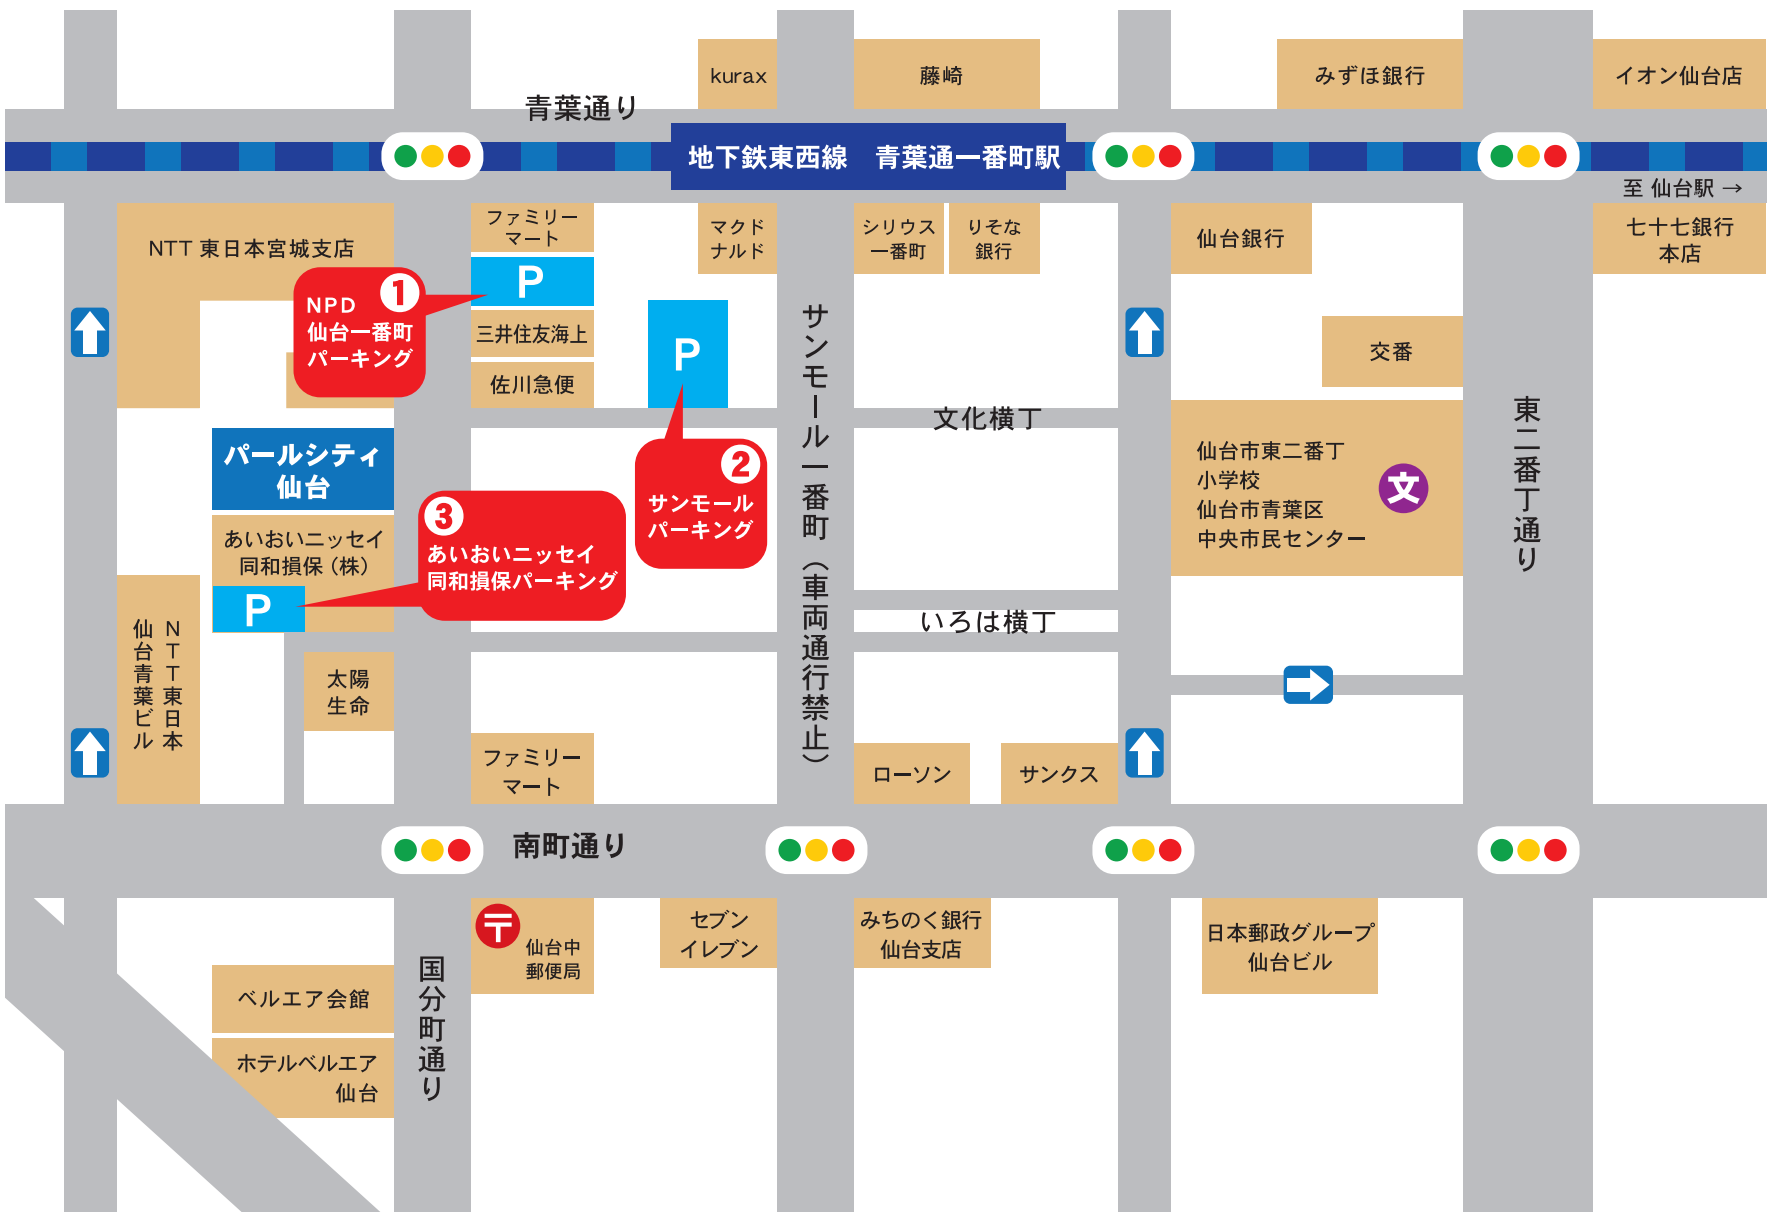 kurax
藤崎
みずほ銀行
イオン仙台店
青葉通り
地下鉄東西線　青葉通一番町駅
至 仙台駅 →
NTT 東日本宮城支店
ファミリー
マート
マクド
ナルド
シリウス
一番町
りそな
銀行
仙台銀行
七十七銀行
本店
P
1
NPD
仙台一番町
パーキング
三井住友海上
佐川急便
P
交番
サンモール一番町（車両通行禁止）
文化横丁
東二番丁通り
パールシティ
仙台
2
サンモール
パーキング
仙台市東二番丁
小学校
仙台市青葉区
中央市民センター
文
3
あいおいニッセイ
同和損保パーキング
あいおいニッセイ
同和損保（株）
P
いろは横丁
NTT東日本
仙台青葉ビル
太陽
生命
ファミリー
マート
ローソン
サンクス
南町通り
〒
仙台中
郵便局
セブン
イレブン
みちのく銀行
仙台支店
日本郵政グループ
仙台ビル
国分町通り
ベルエア会館
ホテルベルエア
仙台